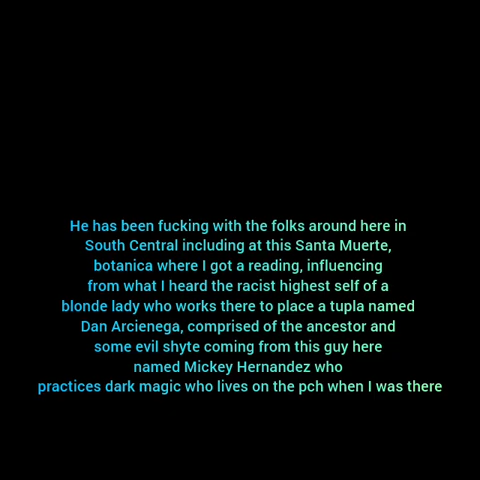 He has been fucking with the folks around here in
South Central including at this Santa Muerte,
botanica where I got a reading, influencing
from what I heard the racist highest self of a
blonde lady who works there to place a tupla named
Dan Arcienega, comprised of the ancestor and
some evil shyte coming from this guy here
named Mickey Hernandez who
practices dark magic who lives on the pch when I was there